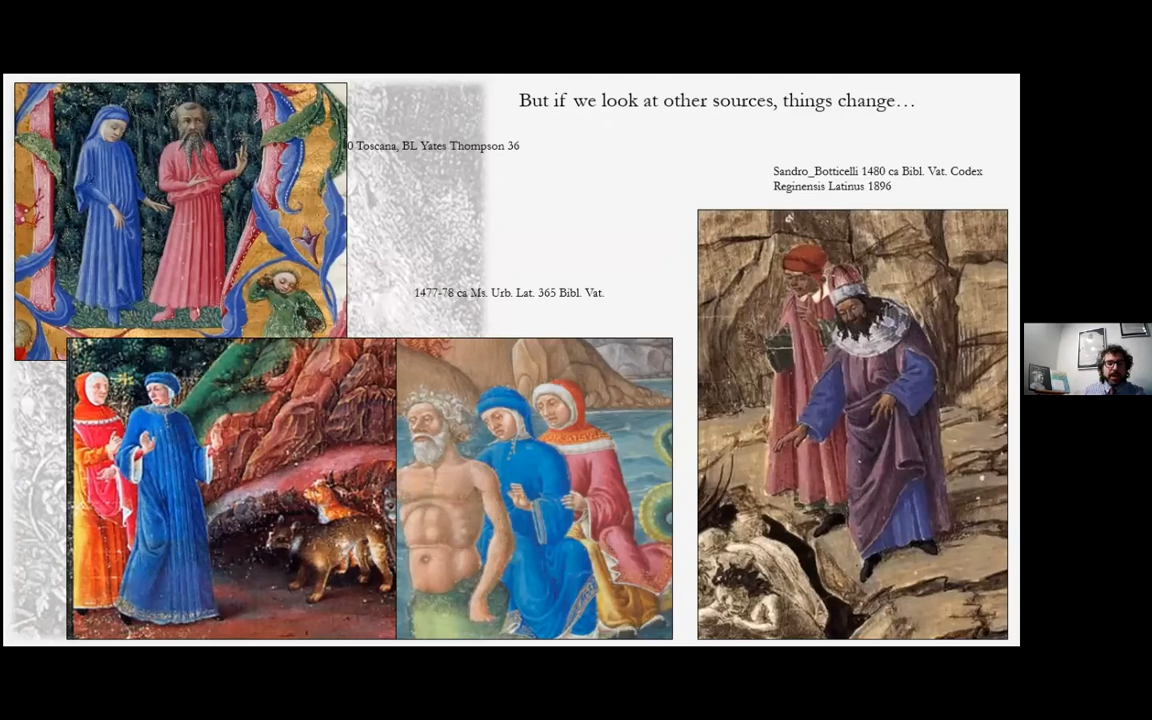 But if we look at other sources, things change…
0 Toscana, BL Yates Thompson 36
Sandro_Botticelli 1480 ca Bibl. Vat. Codex
Reginensis Latinus 1896
1477-78 ca Ms. Urb. Lat. 365 Bibl. Vat.